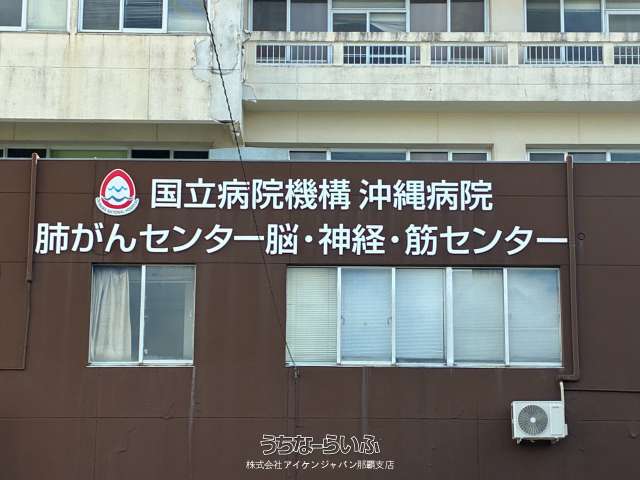 国立病院機構 沖縄病院
肺がんセンター脳・神経・筋センター
うちなーらいふ
株式会社アイケンジャパン那覇支店